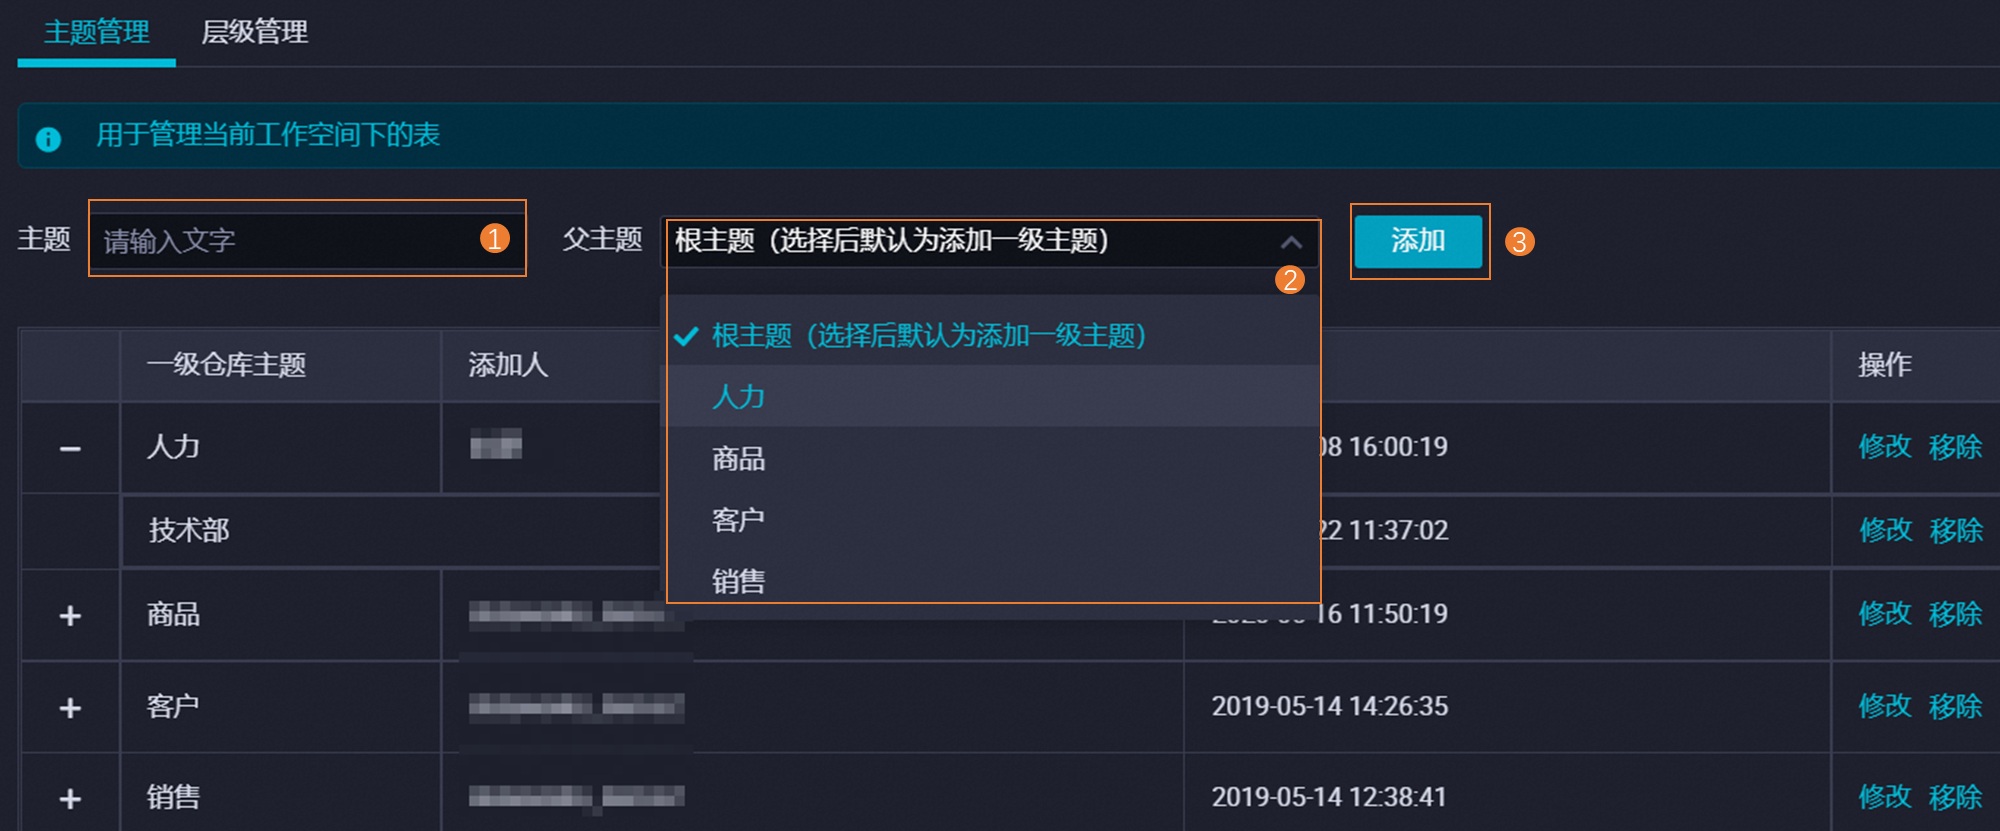 主题管理 层级管理
用于管理当前工作空间下的表
主题 请输入文字 1 父主题 根主题（选择后默认为添加一级主题） 添加 3
2
根主题（选择后默认为添加一级主题）
一级仓库主题 添加人 操作
人力
人力 08 16:00:19 修改 移除
商品
客户
技术部 22 11:37:02 修改 移除
销售
商品 16 11:50:19 修改 移除
客户 2019-05-14 14:26:35 修改 移除
销售 2019-05-14 12:38:41 修改 移除